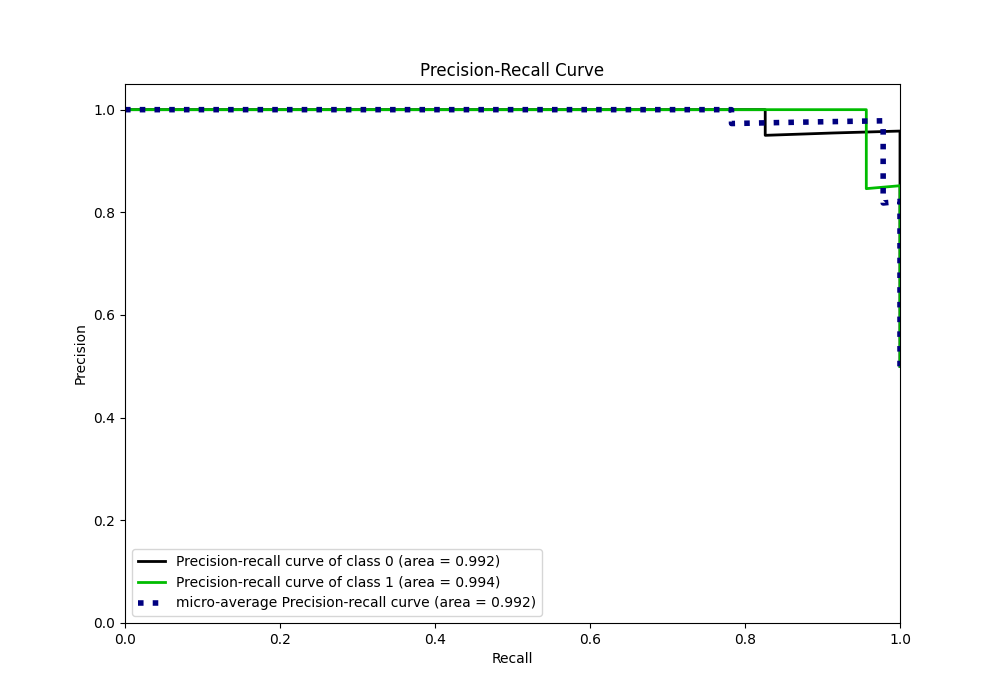 Precision-Recall Curve
1.0
0.8
0.6
0.4
0.2
0.0
Precision
Precision-recall curve of class 0 (area = 0.992)
Precision-recall curve of class 1 (area = 0.994)
micro-average Precision-recall curve (area = 0.992)
0.0 0.2 0.4 0.6 0.8 1.0
Recall